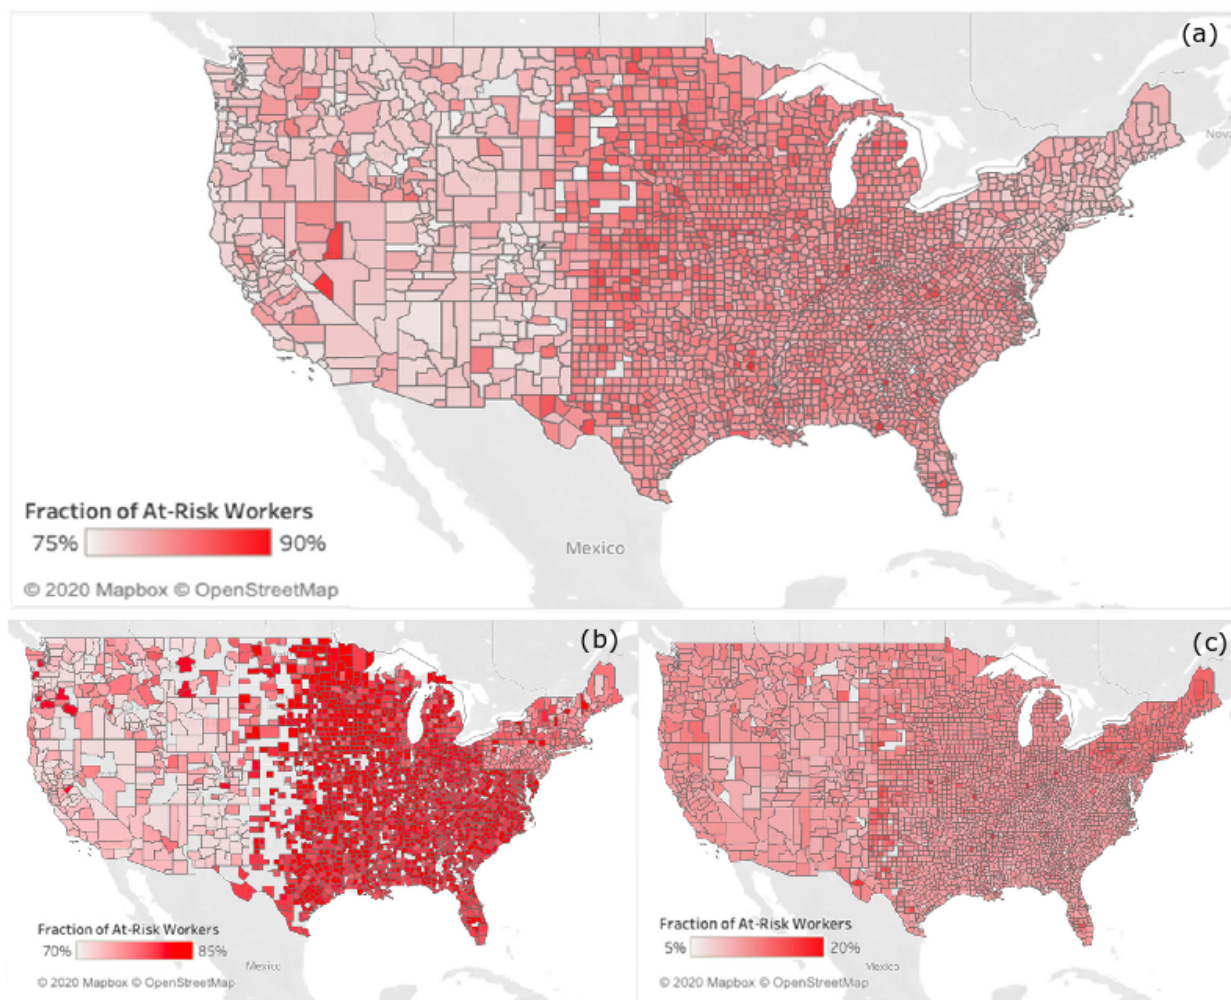 (a)
Nov
Fraction of At-Risk Workers
75% 90%
Mexico
© 2020 Mapbox © OpenStreetMap
(b)
(c)
Fraction of At-Risk Workers
70% 85%
Mexico
© 2020 Mapbox © OpenStreetMap
Fraction of At-Risk Workers
5% 20%
Mexico
© 2020 Mapbox © OpenStreetMap